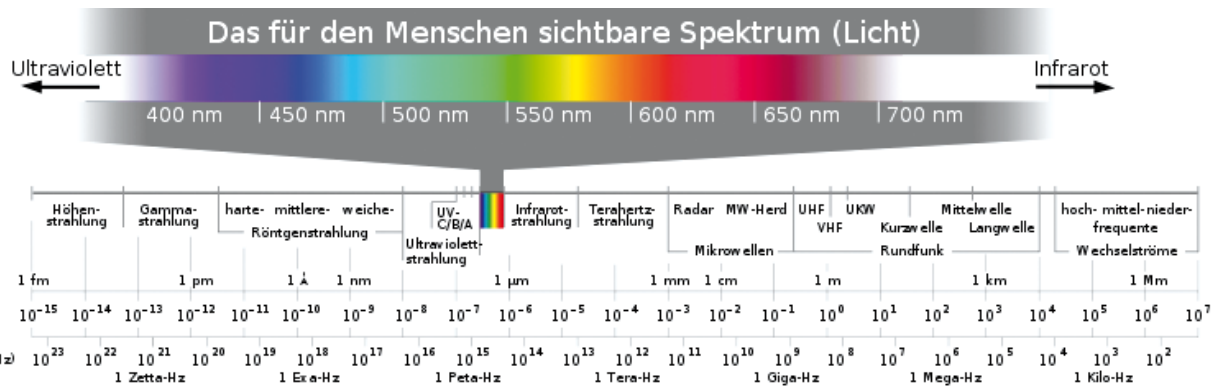 Das für den Menschen sichtbare Spektrum (Licht)
Ultraviolett
Infrarot
400 nm 450 nm 500 nm 550 nm 600 nm 650 nm 700 nm
Höhen-
strahlung
Gamma-
strahlung
harte- mittlere- weiche-
Röntgenstrahlung
UV-
C/B/A
Ultraviolett-
strahlung
Infrarot-
strahlung
Terahertz-
strahlung
Radar MW-Herd
Mikrowellen
UHF UKW Mittelwelle
VHF Kurzwelle Langwelle
Rundfunk
hoch- mittel- nieder-
frequente
Wechselströme
1 fm 1 pm 1 Å 1 nm 1 µm 1 mm 1 cm 1 m 1 km 1 Mm
10⁻¹⁵ 10⁻¹⁴ 10⁻¹³ 10⁻¹² 10⁻¹¹ 10⁻¹⁰ 10⁻⁹ 10⁻⁸ 10⁻⁷ 10⁻⁶ 10⁻⁵ 10⁻⁴ 10⁻³ 10⁻² 10⁻¹ 10⁰ 10¹ 10² 10³ 10⁴ 10⁵ 10⁶ 10⁷
10²³ 10²² 10²¹ 10²⁰ 10¹⁹ 10¹⁸ 10¹⁷ 10¹⁶ 10¹⁵ 10¹⁴ 10¹³ 10¹² 10¹¹ 10¹⁰ 10⁹ 10⁸ 10⁷ 10⁶ 10⁵ 10⁴ 10³ 10²
1 Zetta-Hz 1 Exa-Hz 1 Peta-Hz 1 Tera-Hz 1 Giga-Hz 1 Mega-Hz 1 Kilo-Hz